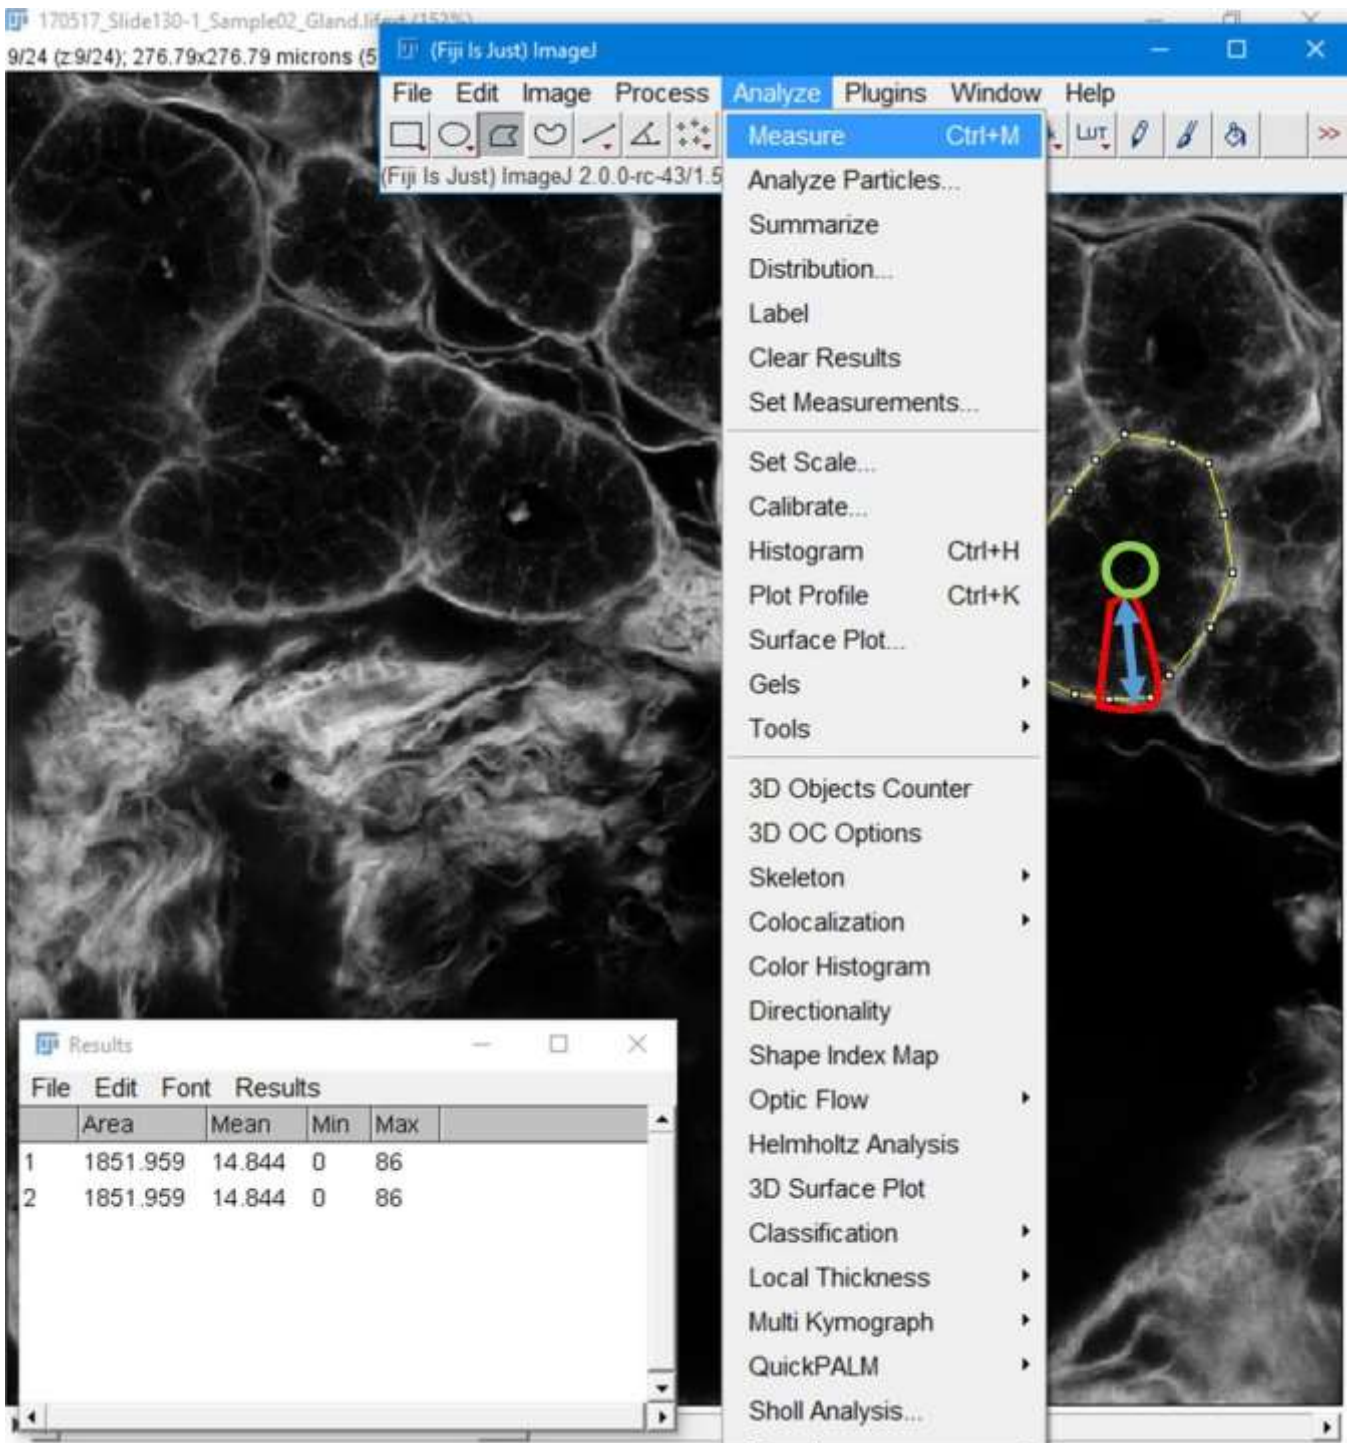 170517_Slide130-1_Sample02_Gland.lif
9/24 (z:9/24); 276.79x276.79 microns (5
(Fiji Is Just) ImageJ
File Edit Image Process Analyze Plugins Window Help
LUT >>
(Fiji Is Just) ImageJ 2.0.0-rc-43/1.5
Measure Ctrl+M
Analyze Particles...
Summarize
Distribution...
Label
Clear Results
Set Measurements...
Set Scale...
Calibrate...
Histogram Ctrl+H
Plot Profile Ctrl+K
Surface Plot...
Gels
Tools
3D Objects Counter
3D OC Options
Skeleton
Colocalization
Color Histogram
Directionality
Shape Index Map
Optic Flow
Helmholtz Analysis
3D Surface Plot
Classification
Local Thickness
Multi Kymograph
QuickPALM
Sholl Analysis...
Results
File Edit Font Results
Area Mean Min Max
1 1851.959 14.844 0 86
2 1851.959 14.844 0 86